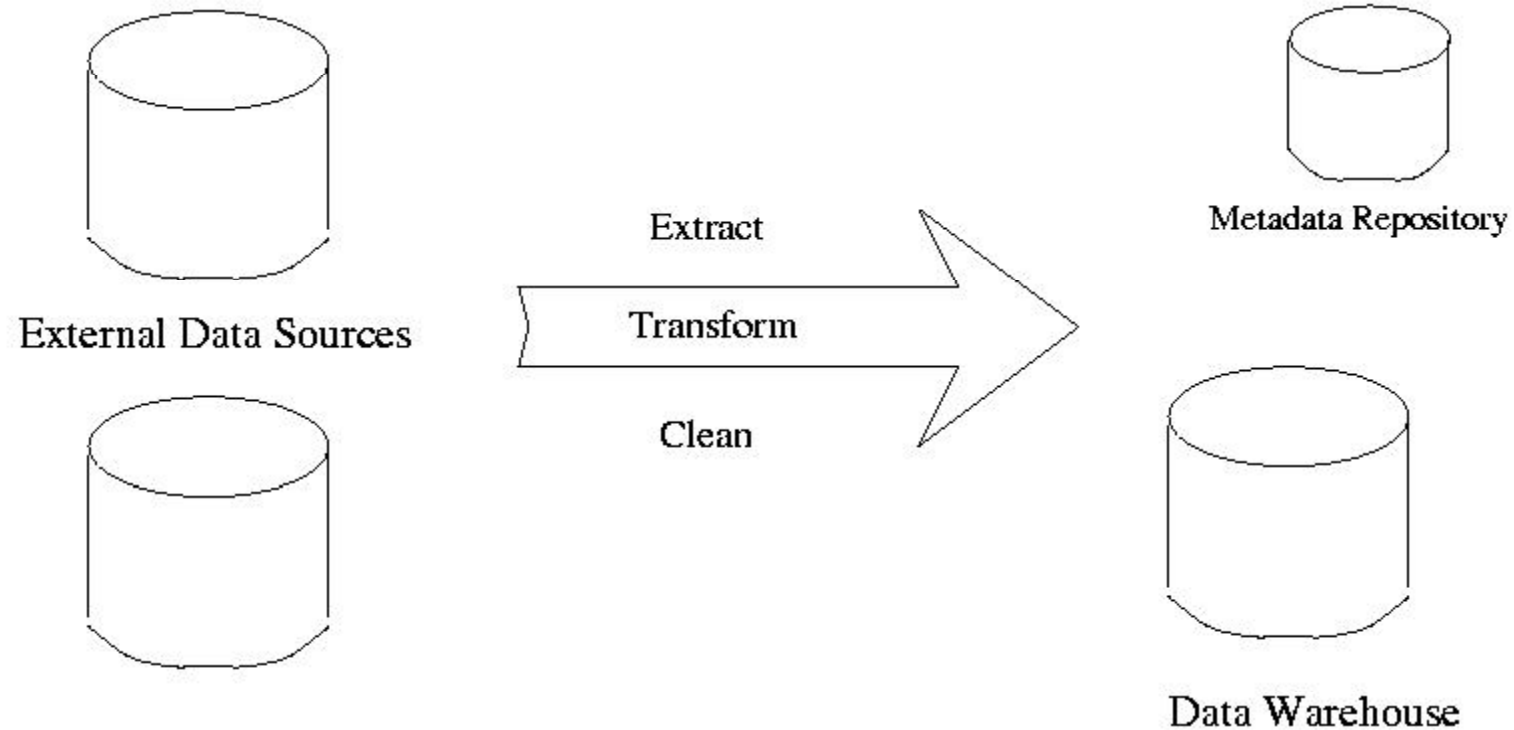 External Data Sources
Extract
Transform
Clean
Metadata Repository
Data Warehouse